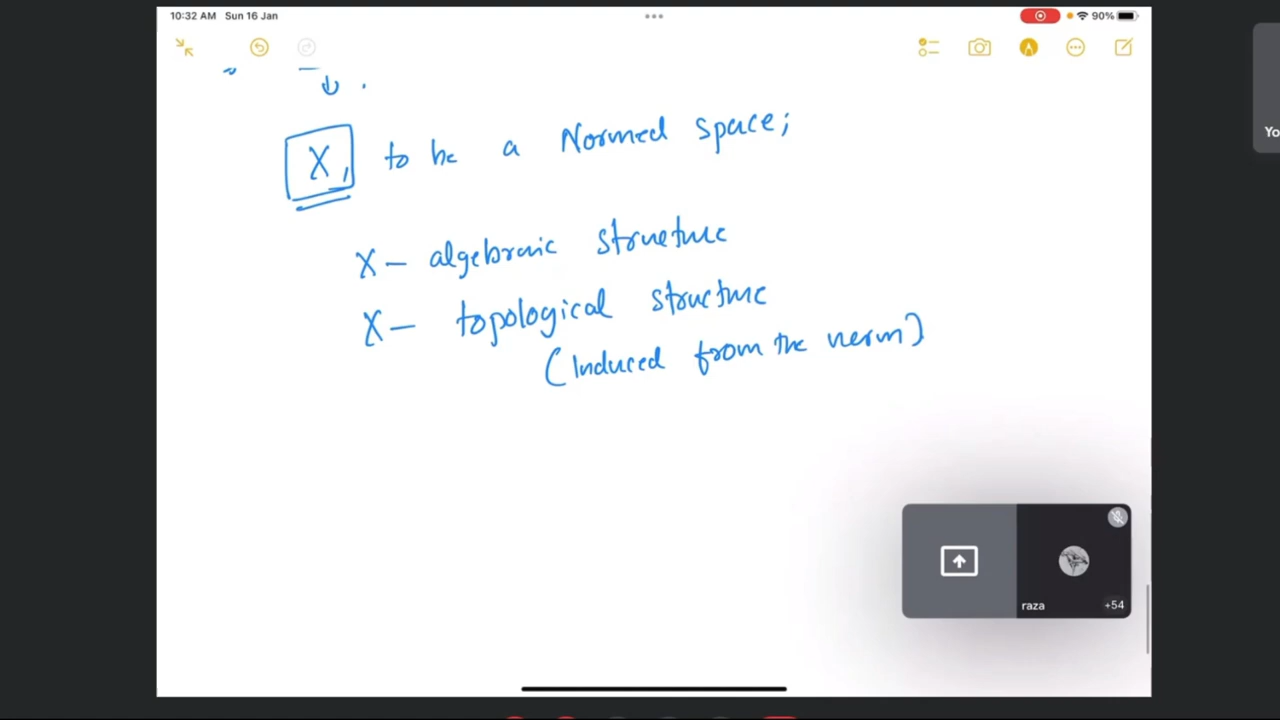 10:32 AM Sun 16 Jan
90%
X, to be a Normed space;
X- algebraic structure
X- topological structure
(Induced from the norm)
Yo
raza +54